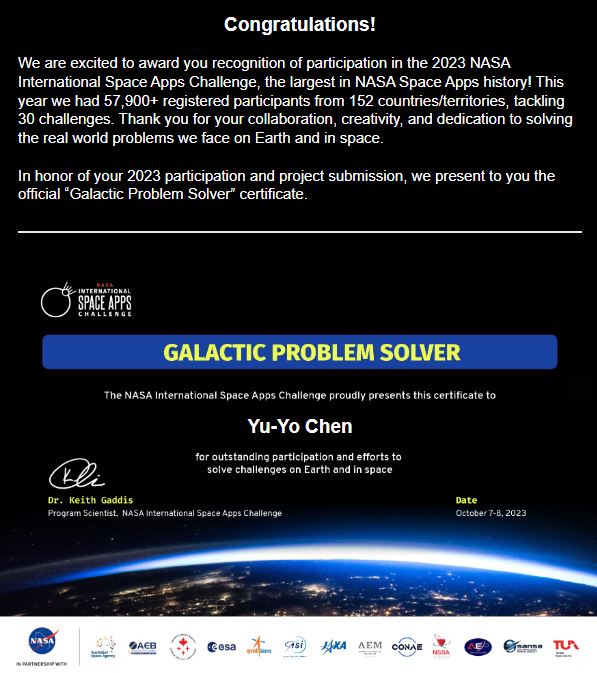 Congratulations!
We are excited to award you recognition of participation in the 2023 NASA
International Space Apps Challenge, the largest in NASA Space Apps history! This
year we had 57,900+ registered participants from 152 countries/territories, tackling
30 challenges. Thank you for your collaboration, creativity, and dedication to solving
the real world problems we face on Earth and in space.
In honor of your 2023 participation and project submission, we present to you the
official “Galactic Problem Solver” certificate.
NASA
INTERNATIONAL
SPACE APPS
CHALLENGE
GALACTIC PROBLEM SOLVER
The NASA International Space Apps Challenge proudly presents this certificate to
Yu-Yo Chen
for outstanding participation and efforts to
solve challenges on Earth and in space
Dr. Keith Gaddis
Program Scientist, NASA International Space Apps Challenge
Date
October 7-8, 2023
NASA
IN PARTNERSHIP WITH
Australian
Space Agency
AEB
esa
asi
JAXA
AEM
CONAE
NSSA
sansa
TUA